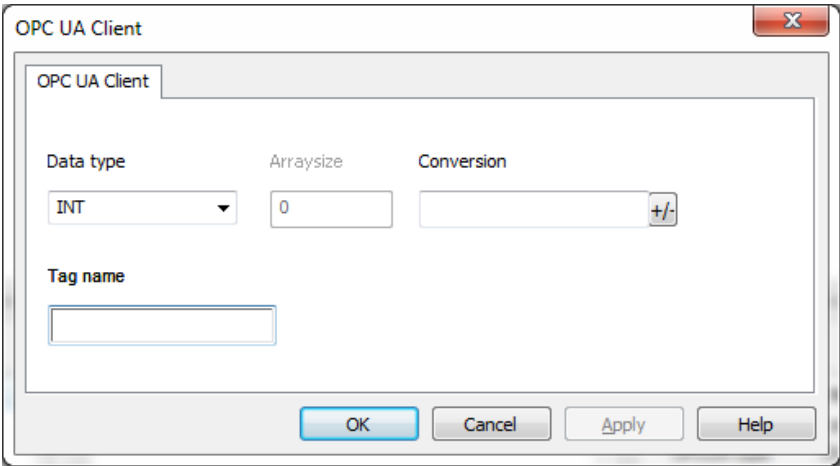 OPC UA Client
OPC UA Client
Data type Arraysize Conversion
INT 0 +/-
Tag name
OK Cancel Apply Help